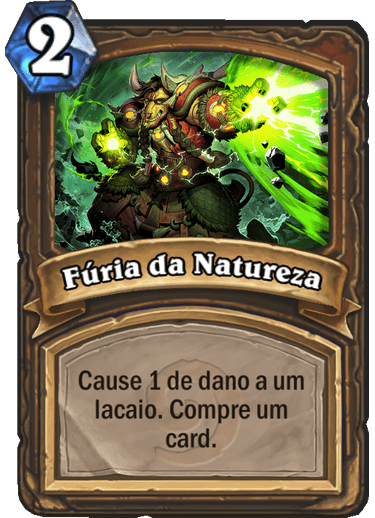 2
Fúria da Natureza
Cause 1 de dano a um
lacaio. Compre um
card.